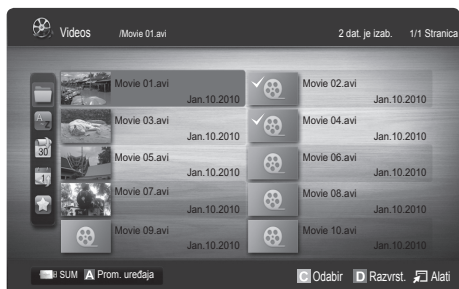 Videos /Movie 01.avi 2 dat. je izab. 1/1 Stranica
Movie 01.avi
Jan.10.2010
Movie 02.avi
Jan.10.2010
Movie 03.avi
Jan.10.2010
Movie 04.avi
Jan.10.2010
Movie 05.avi
Jan.10.2010
Movie 06.avi
Jan.10.2010
Movie 07.avi
Jan.10.2010
Movie 08.avi
Jan.10.2010
Movie 09.avi
Jan.10.2010
Movie 10.avi
Jan.10.2010
SUM A Prom. uređaja C Odabir D Razvrst. Alati